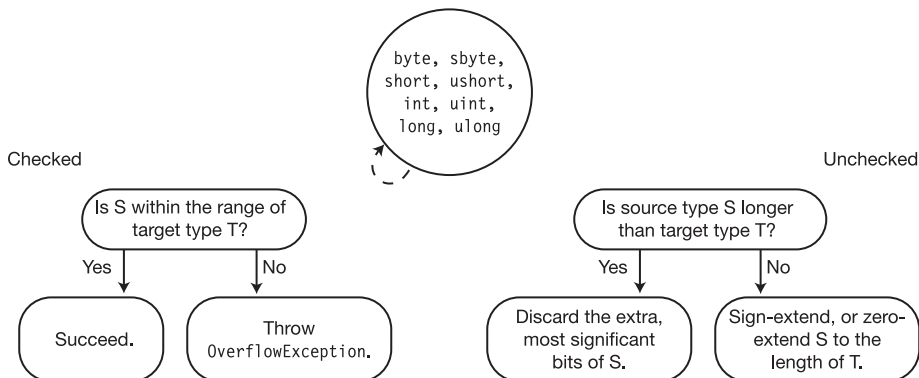 byte, sbyte,
short, ushort,
int, uint,
long, ulong
Checked
Unchecked
Is S within the range of
target type T?
Yes
No
Succeed.
Throw
OverflowException.
Is source type S longer
than target type T?
Yes
No
Discard the extra,
most significant
bits of S.
Sign-extend, or zero-
extend S to the
length of T.